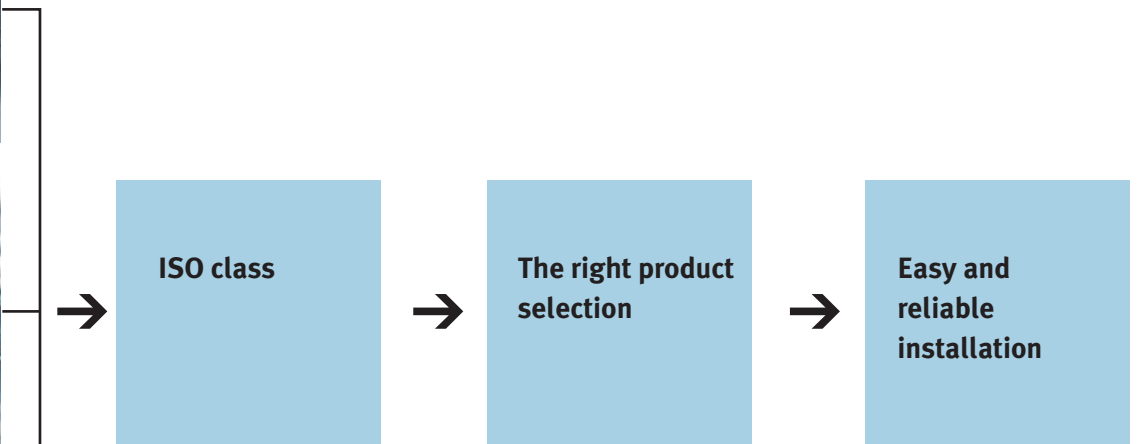 ISO class
The right product
selection
Easy and
reliable
installation